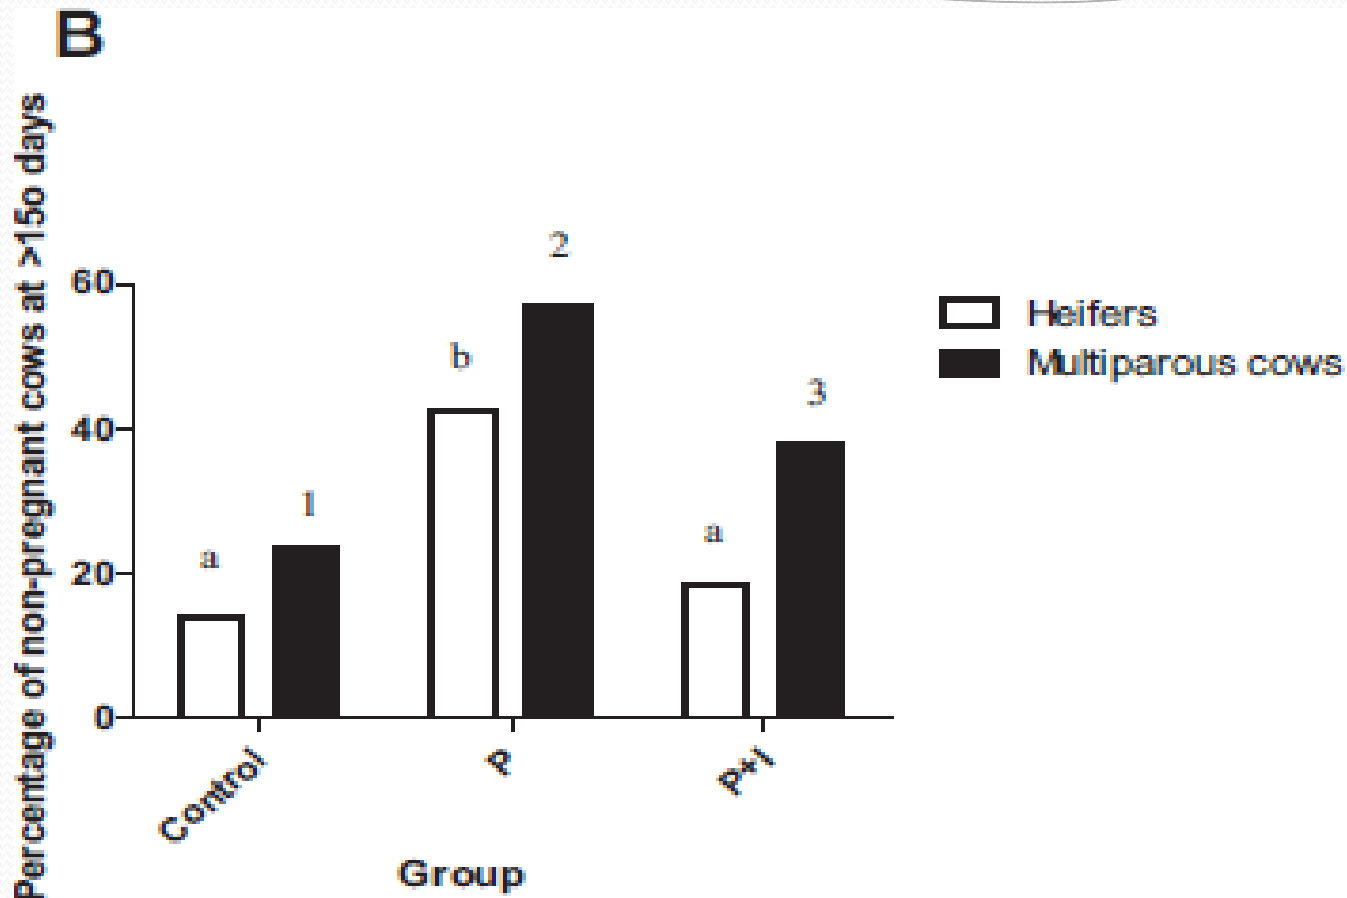 B
Percentage of non-pregnant cows at >15o days
60
40
20
0
a
1
b
2
a
3
Control
P
P+I
Group
Heifers
Multiparous cows